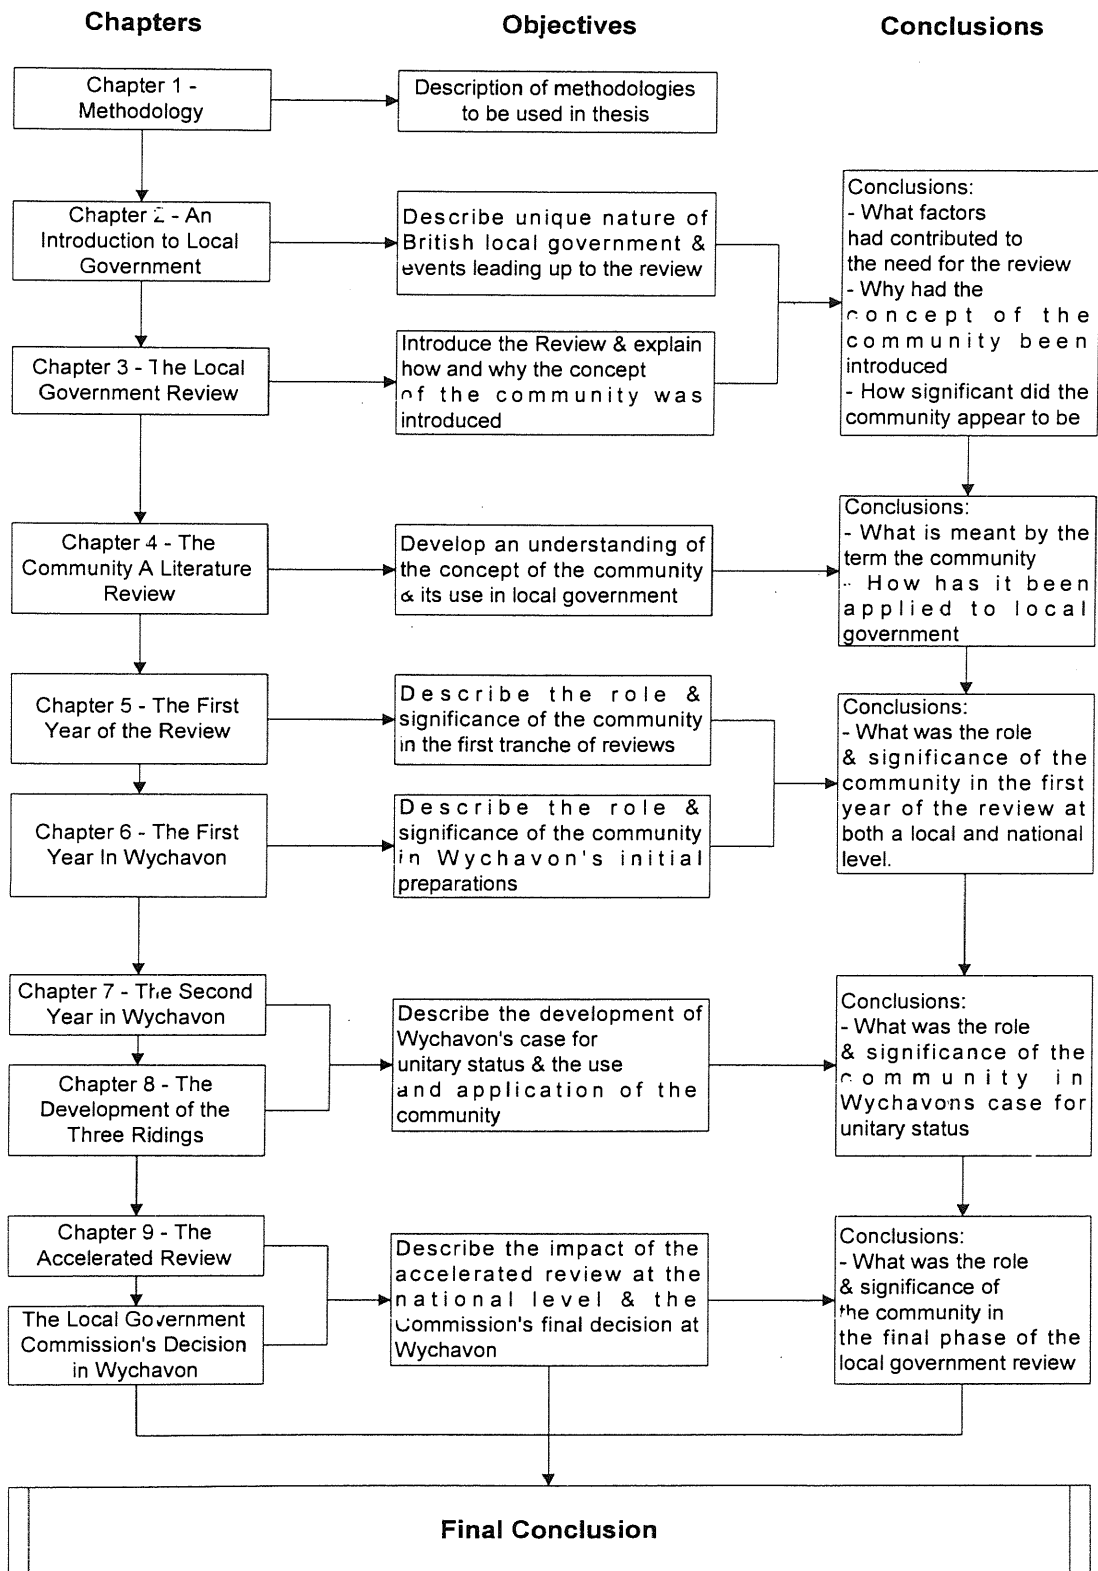 Chapters
Objectives
Conclusions
Chapter 1 -
Methodology
Description of methodologies
to be used in thesis
Chapter 2 - An
Introduction to Local
Government
Describe unique nature of
British local government &
events leading up to the review
Chapter 3 - The Local
Government Review
Introduce the Review & explain
how and why the concept
of the community was
introduced
Conclusions:
- What factors
had contributed to
the need for the review
- Why had the
concept of the
community been
introduced
- How significant did the
community appear to be
Chapter 4 - The
Community A Literature
Review
Develop an understanding of
the concept of the community
& its use in local government
Conclusions:
- What is meant by the
term the community
- How has it been
applied to local
government
Chapter 5 - The First
Year of the Review
Describe the role &
significance of the community
in the first tranche of reviews
Chapter 6 - The First
Year In Wychavon
Describe the role &
significance of the community
in Wychavon's initial
preparations
Conclusions:
- What was the role
& significance of the
community in the first
year of the review at
both a local and national
level.
Chapter 7 - The Second
Year in Wychavon
Chapter 8 - The
Development of the
Three Ridings
Describe the development of
Wychavon's case for
unitary status & the use
and application of the
community
Conclusions:
- What was the role
& significance of the
community in
Wychavons case for
unitary status
Chapter 9 - The
Accelerated Review
The Local Government
Commission's Decision
in Wychavon
Describe the impact of the
accelerated review at the
national level & the
Commission's final decision at
Wychavon
Conclusions:
- What was the role
& significance of
the community in
the final phase of the
local government review
Final Conclusion